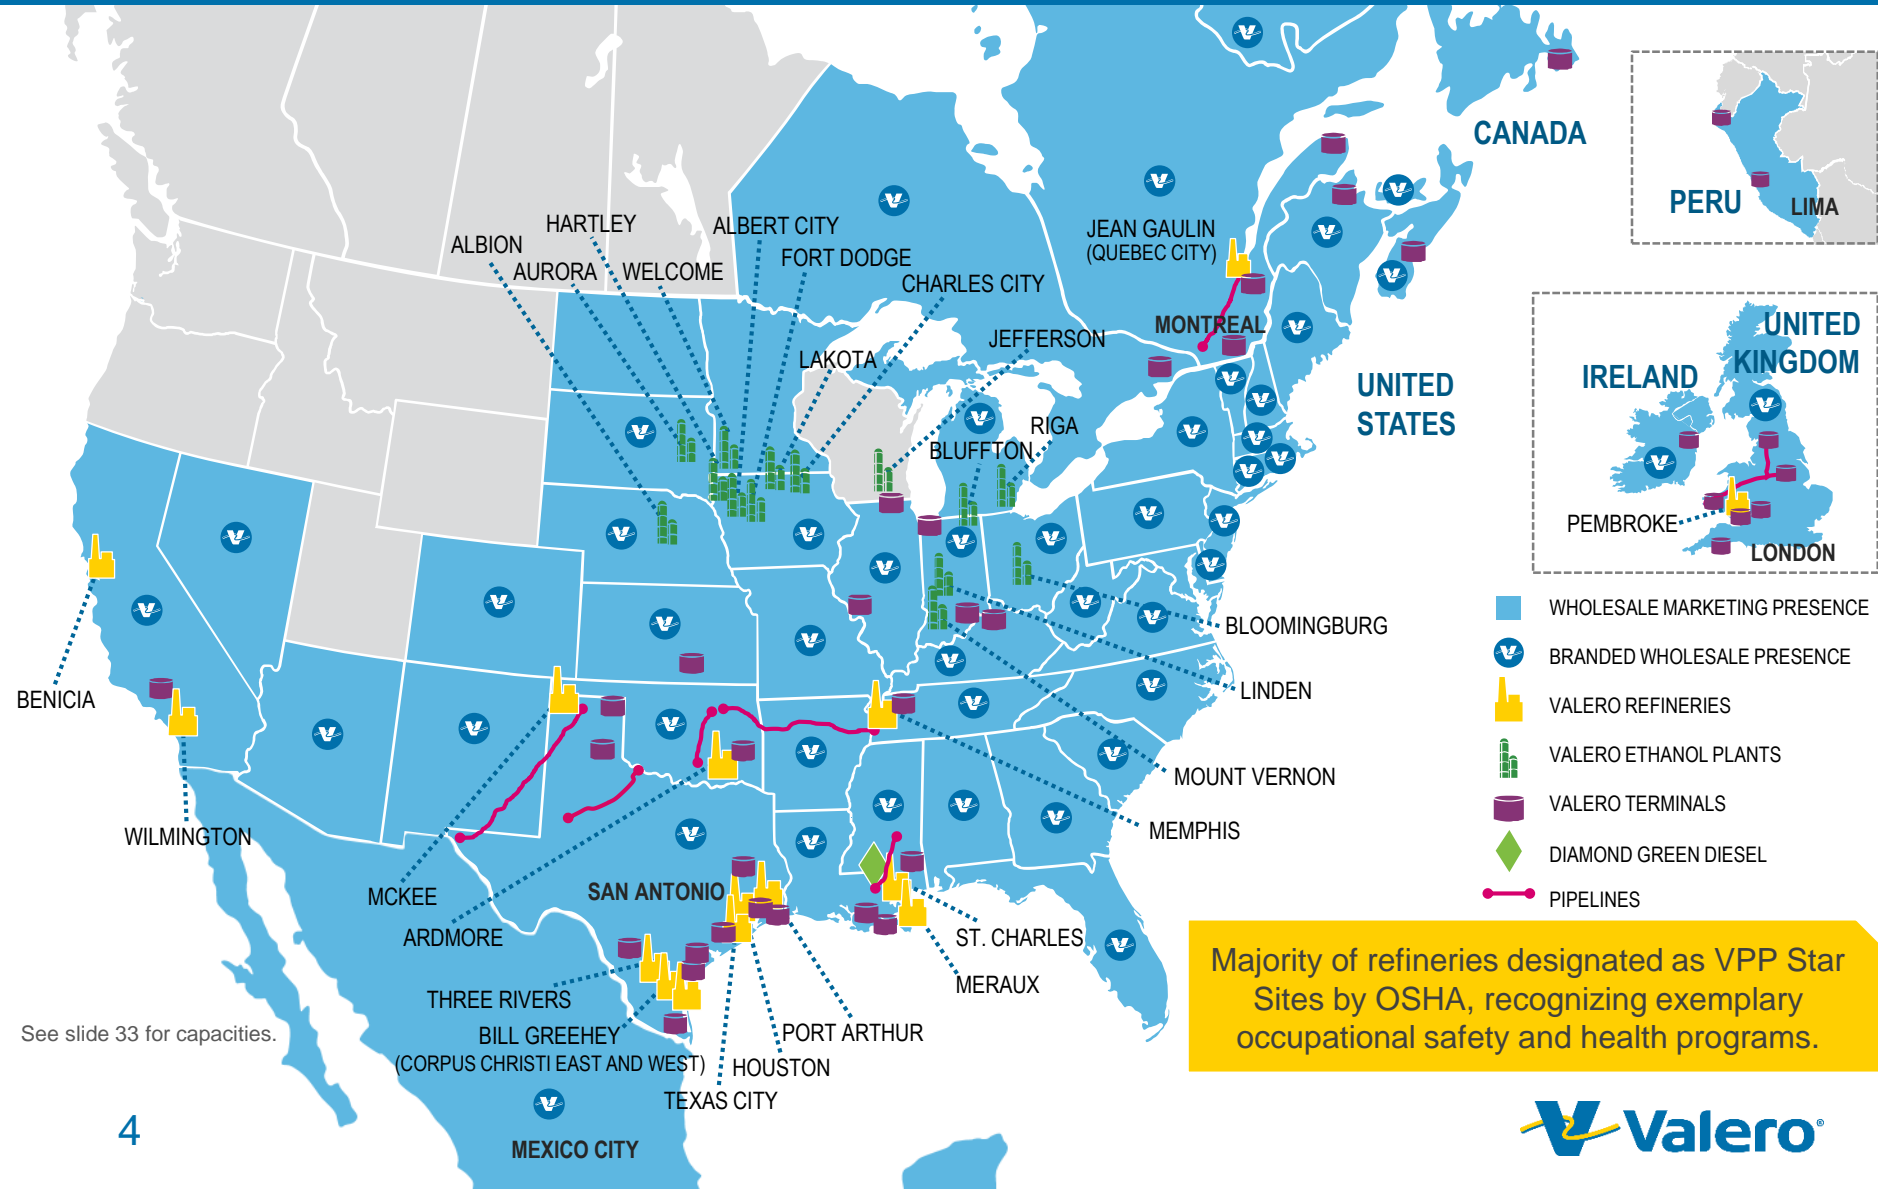 CANADA
PERU
LIMA
HARTLEY
ALBERT CITY
ALBION
FORT DODGE
AURORA
WELCOME
CHARLES CITY
JEAN GAULIN
(QUEBEC CITY)
MONTREAL
JEFFERSON
LAKOTA
UNITED
STATES
RIGA
BLUFFTON
UNITED
KINGDOM
IRELAND
PEMBROKE
LONDON
BENICIA
WILMINGTON
BLOOMINGBURG
LINDEN
MOUNT VERNON
MEMPHIS
MCKEE
ARDMORE
SAN ANTONIO
THREE RIVERS
BILL GREEHEY
(CORPUS CHRISTI EAST AND WEST)
TEXAS CITY
HOUSTON
PORT ARTHUR
ST. CHARLES
MERAUX
MEXICO CITY
WHOLESALE MARKETING PRESENCE
BRANDED WHOLESALE PRESENCE
VALERO REFINERIES
VALERO ETHANOL PLANTS
VALERO TERMINALS
DIAMOND GREEN DIESEL
PIPELINES
Majority of refineries designated as VPP Star
Sites by OSHA, recognizing exemplary
occupational safety and health programs.
See slide 33 for capacities.
4
Valero®